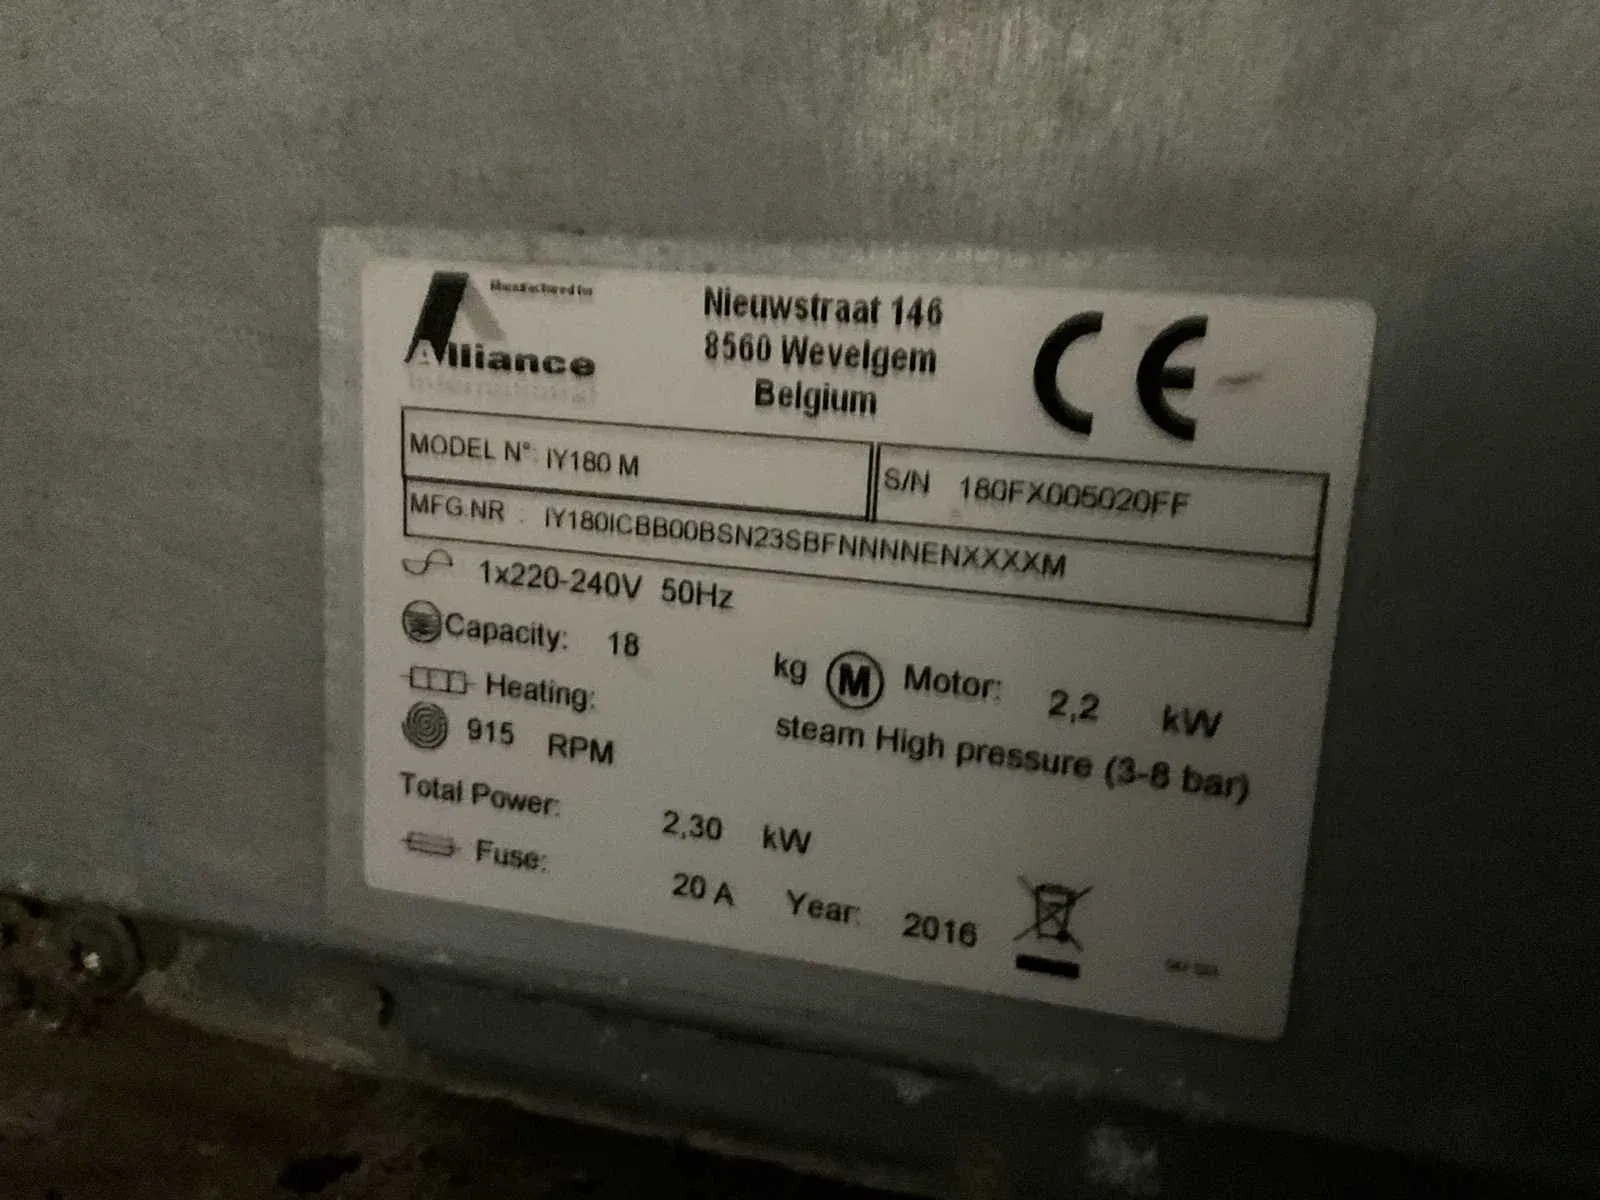 Alliance
International
Nieuwstraat 146
8560 Wevelgem
Belgium
CE
MODEL N°: IY180 M
S/N 180FX005020FF
MFG.NR : IY180ICBB00BSN23SBFNNNNENXXXXM
1x220-240V 50Hz
Capacity: 18 kg
M Motor: 2,2 kW
Heating: steam High pressure (3-8 bar)
915 RPM
Total Power: 2,30 kW
Fuse: 20 A
Year: 2016